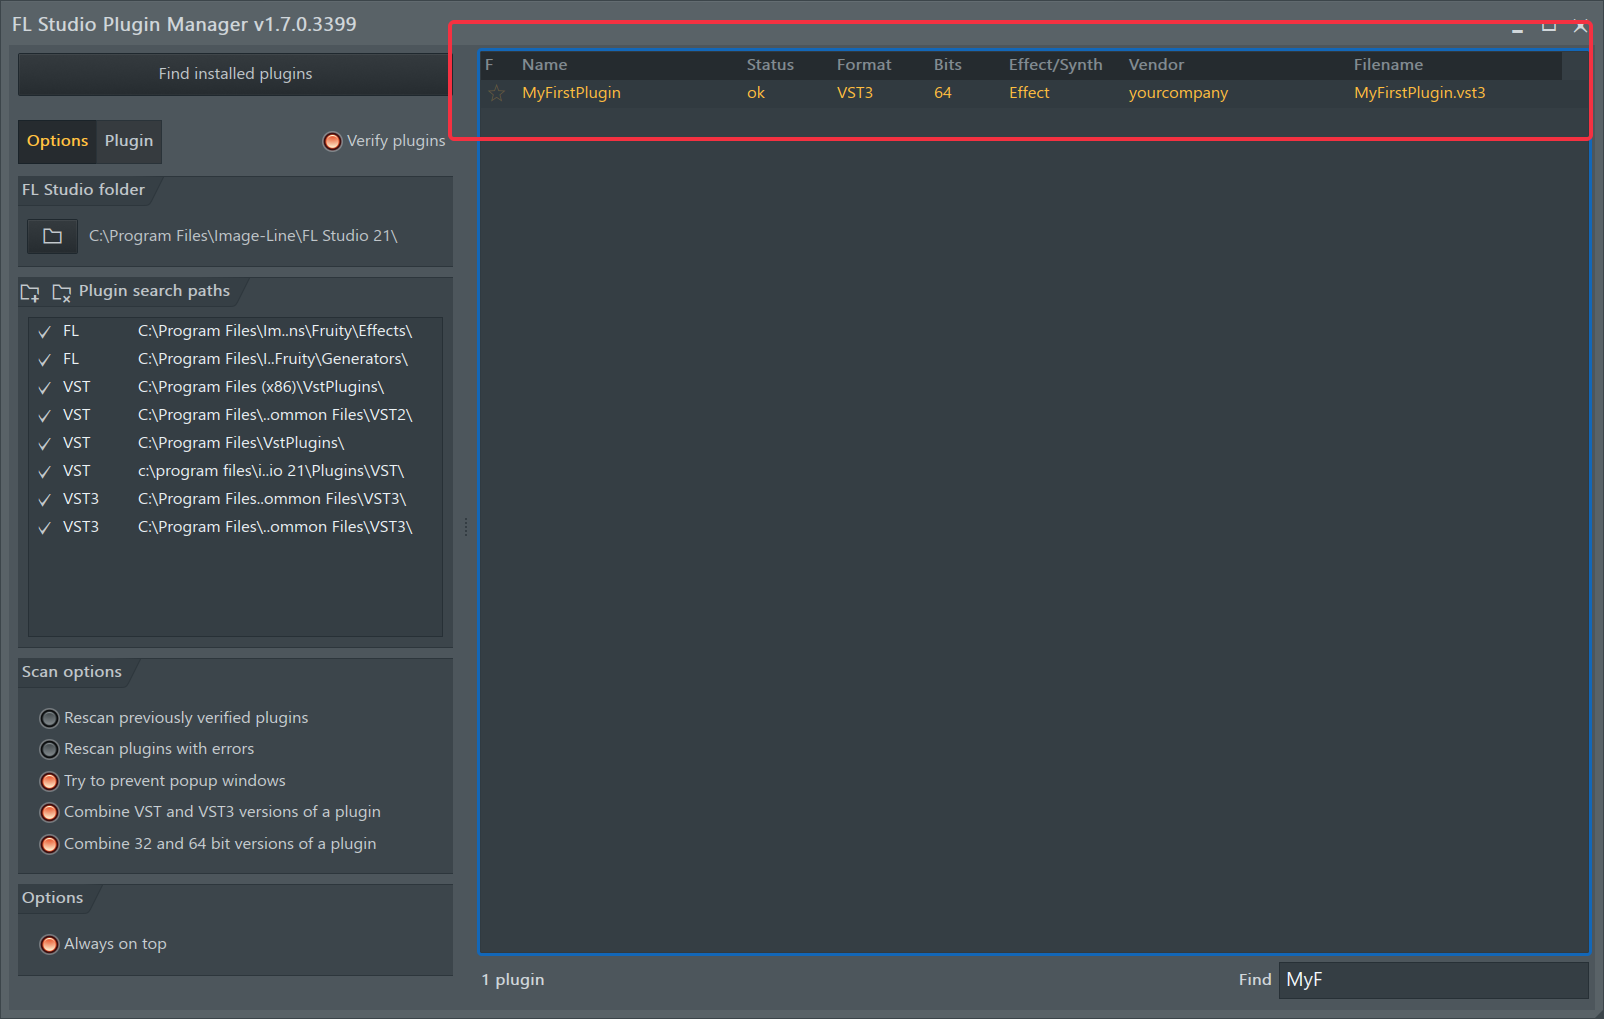 FL Studio Plugin Manager v1.7.0.3399
Find installed plugins
Options Plugin Verify plugins
FL Studio folder
C:\Program Files\Image-Line\FL Studio 21\
Plugin search paths
FL C:\Program Files\Im..ns\Fruity\Effects\
FL C:\Program Files\I..Fruity\Generators\
VST C:\Program Files (x86)\VstPlugins\
VST C:\Program Files\..ommon Files\VST2\
VST C:\Program Files\VstPlugins\
VST c:\program files\i..io 21\Plugins\VST\
VST3 C:\Program Files..ommon Files\VST3\
VST3 C:\Program Files\..ommon Files\VST3\
Scan options
Rescan previously verified plugins
Rescan plugins with errors
Try to prevent popup windows
Combine VST and VST3 versions of a plugin
Combine 32 and 64 bit versions of a plugin
Options
Always on top
F Name Status Format Bits Effect/Synth Vendor Filename
MyFirstPlugin ok VST3 64 Effect yourcompany MyFirstPlugin.vst3
1 plugin
Find MyF